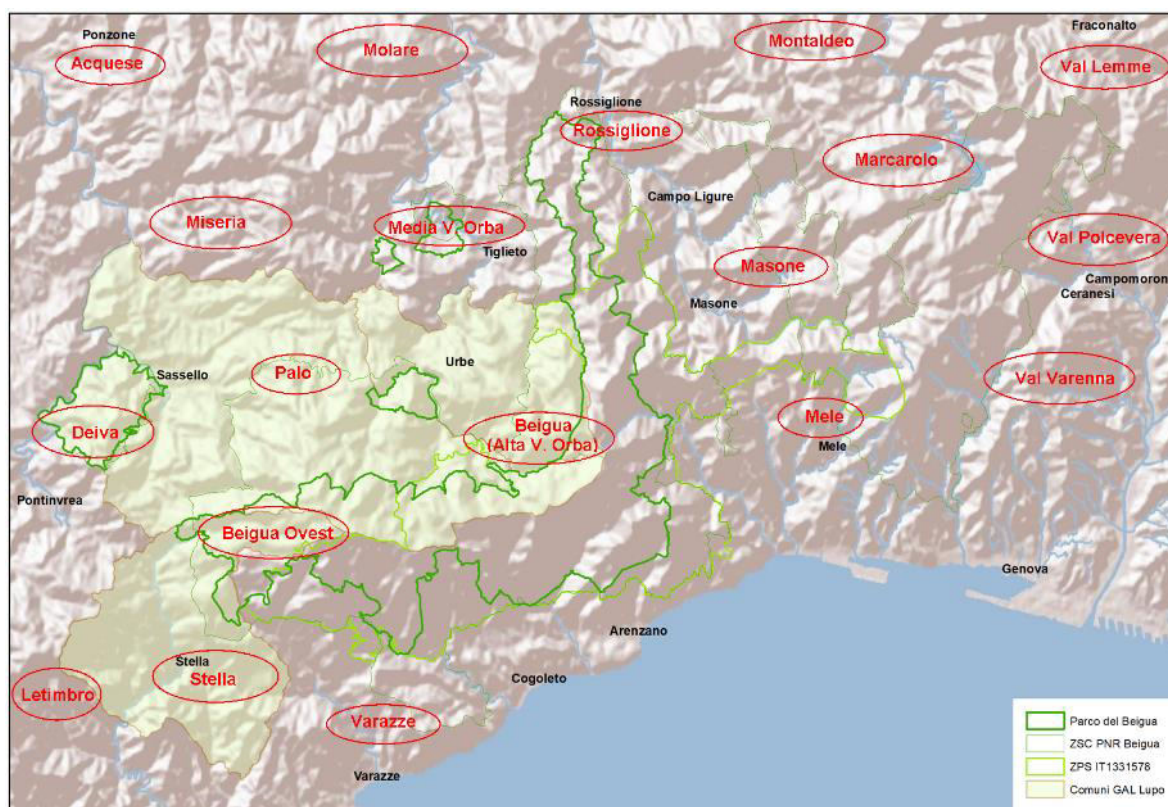 Ponzone
Acquese
Molare
Montaldeo
Fraconalto
Val Lemme
Rossiglione
Rossiglione
Marcarolo
Campo Ligure
Miseria
Media V. Orba
Tiglieto
Val Polcevera
Masone
Campomoron
Ceranesi
Masone
Sassello
Palo
Urbe
Val Varenna
Deiva
Beigua
(Alta V. Orba)
Mele
Mele
Pontinvrea
Beigua Ovest
Genova
Arenzano
Stella
Stella
Letimbro
Cogoleto
Varazze
Varazze
Parco del Beigua
ZSC PNR Beigua
ZPS IT1331578
Comuni GAL Lupo